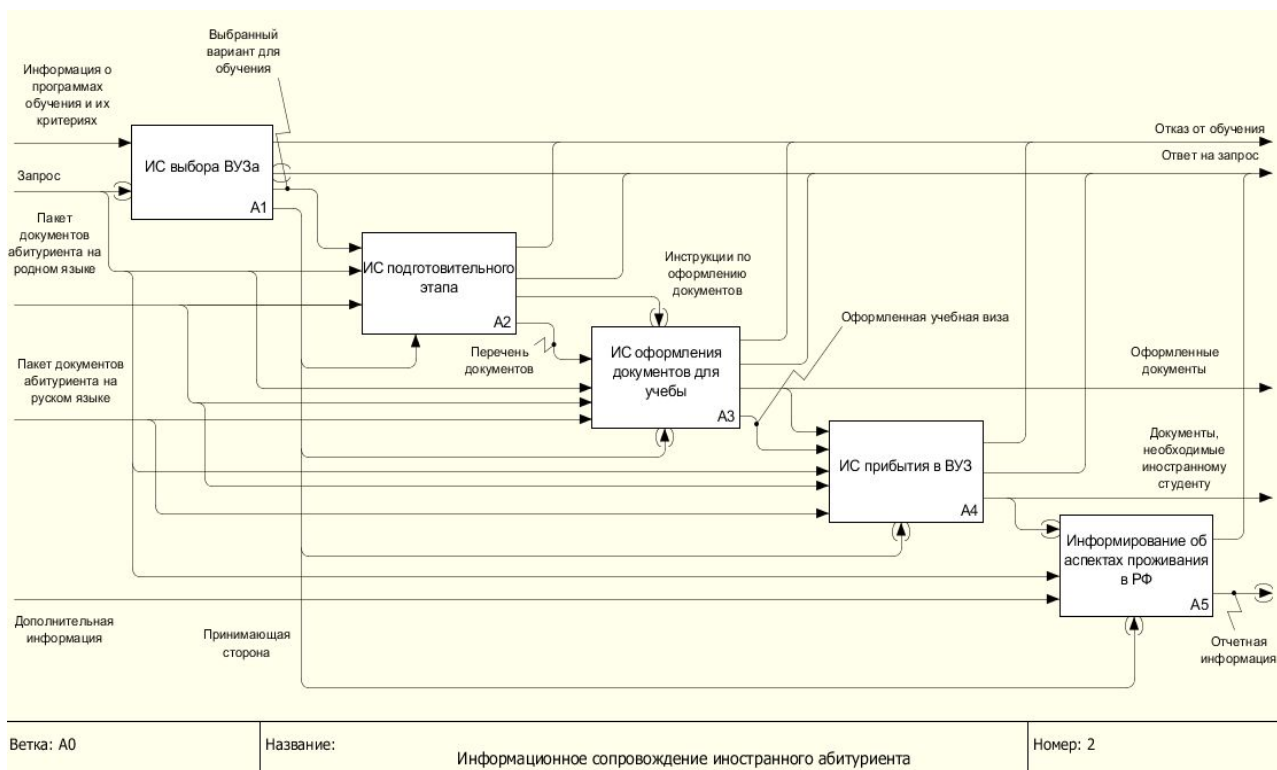 Выбранный
вариант для
обучения
Информация о
программах
обучения и их
критериях
ИС выбора ВУЗа
A1
Отказ от обучения
Ответ на запрос
Запрос
Пакет
документов
абитуриента на
родном языке
ИС подготовительного
этапа
A2
Инструкции по
оформлению
документов
Оформленная учебная виза
Перечень
документов
ИС оформления
документов для
учебы
A3
Оформленные
документы
Пакет документов
абитуриента на
руском языке
ИС прибытия в ВУЗ
A4
Документы,
необходимые
иностранному
студенту
Информирование об
аспектах проживания
в РФ
A5
Дополнительная
информация
Принимающая
сторона
Отчетная
информация
Ветка: A0
Название:
Информационное сопровождение иностранного абитуриента
Номер: 2